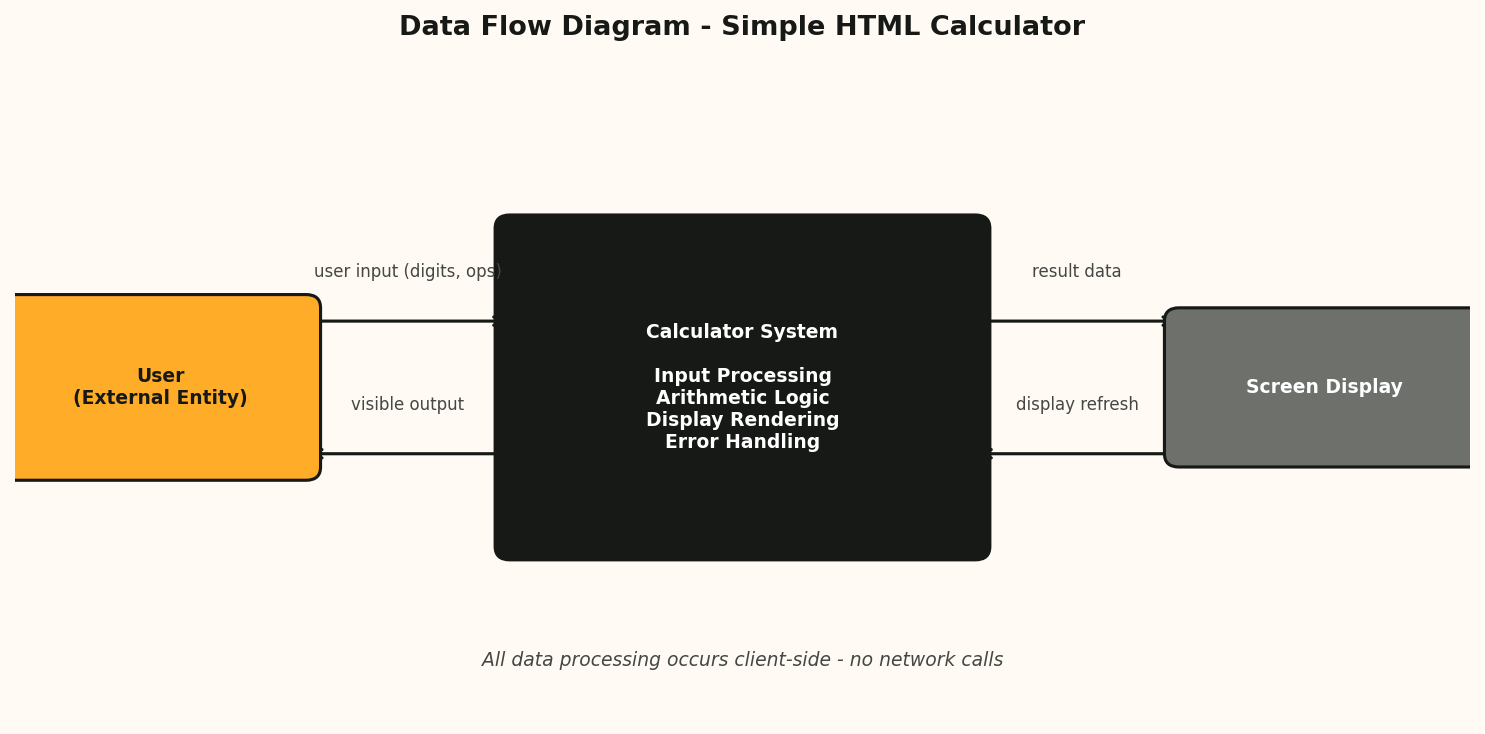 Data Flow Diagram - Simple HTML Calculator
user input (digits, ops)
result data
User
(External Entity)
visible output
Calculator System
Input Processing
Arithmetic Logic
Display Rendering
Error Handling
display refresh
Screen Display
All data processing occurs client-side - no network calls